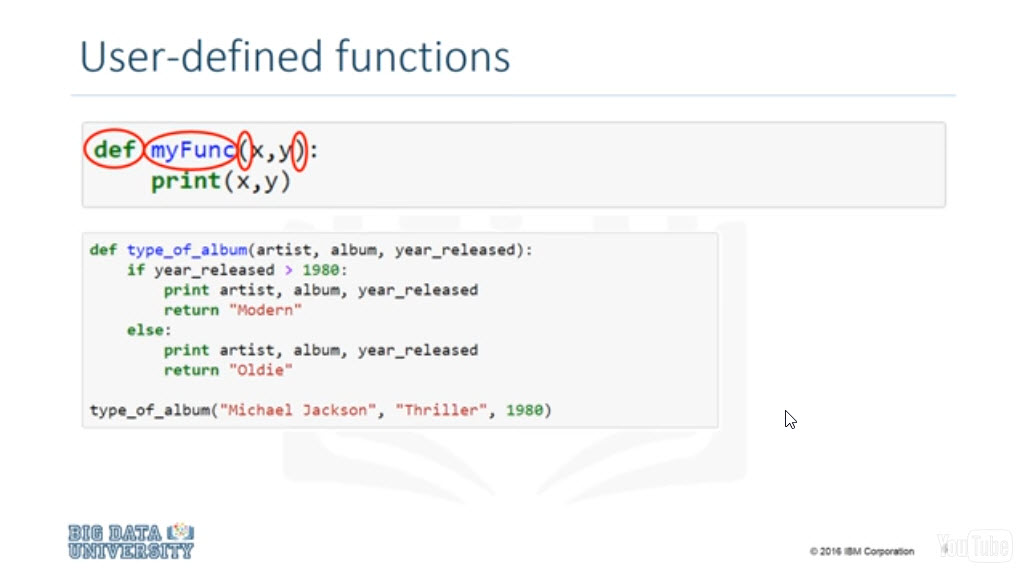 User-defined functions
def myFunc(x,y):
print(x,y)
def type_of_album(artist, album, year_released):
if year_released > 1980:
print artist, album, year_released
return "Modern"
else:
print artist, album, year_released
return "Oldie"
type_of_album("Michael Jackson", "Thriller", 1980)
BIG DATA
UNIVERSITY
© 2016 IBM Corporation
YouTube